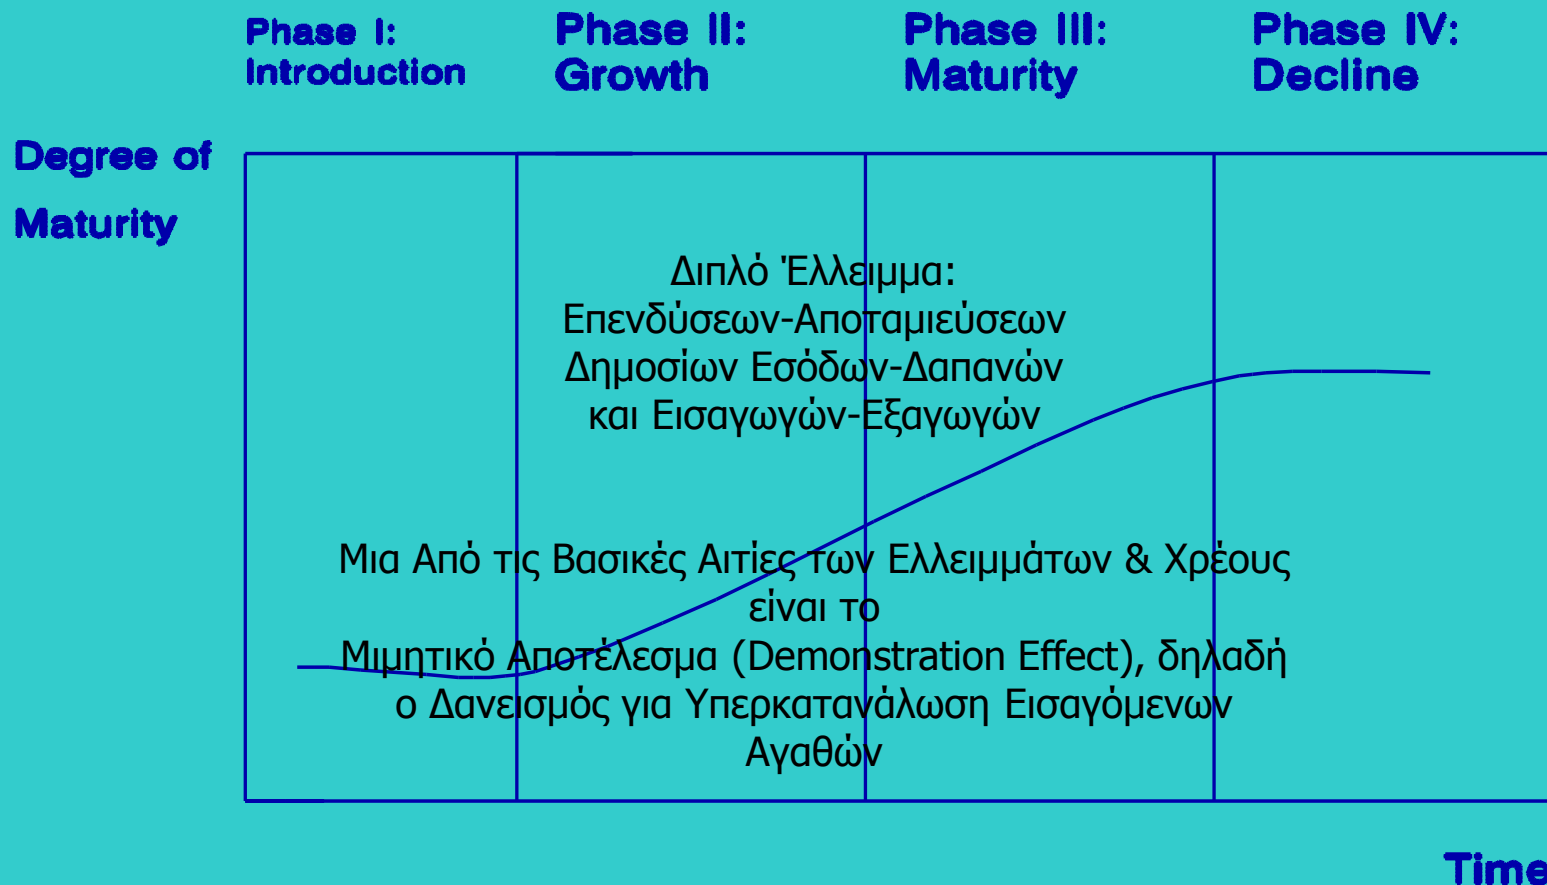 Phase I:
Introduction
Phase II:
Growth
Phase III:
Maturity
Phase IV:
Decline
Degree of
Maturity
Διπλό Έλλειμμα:
Επενδύσεων-Αποταμιεύσεων
Δημοσίων Εσόδων-Δαπανών
και Εισαγωγών-Εξαγωγών
Μια Από τις Βασικές Αιτίες των Ελλειμμάτων & Χρέους
είναι το
Μιμητικό Αποτέλεσμα (Demonstration Effect), δηλαδή
ο Δανεισμός για Υπερκατανάλωση Εισαγόμενων
Αγαθών
Time